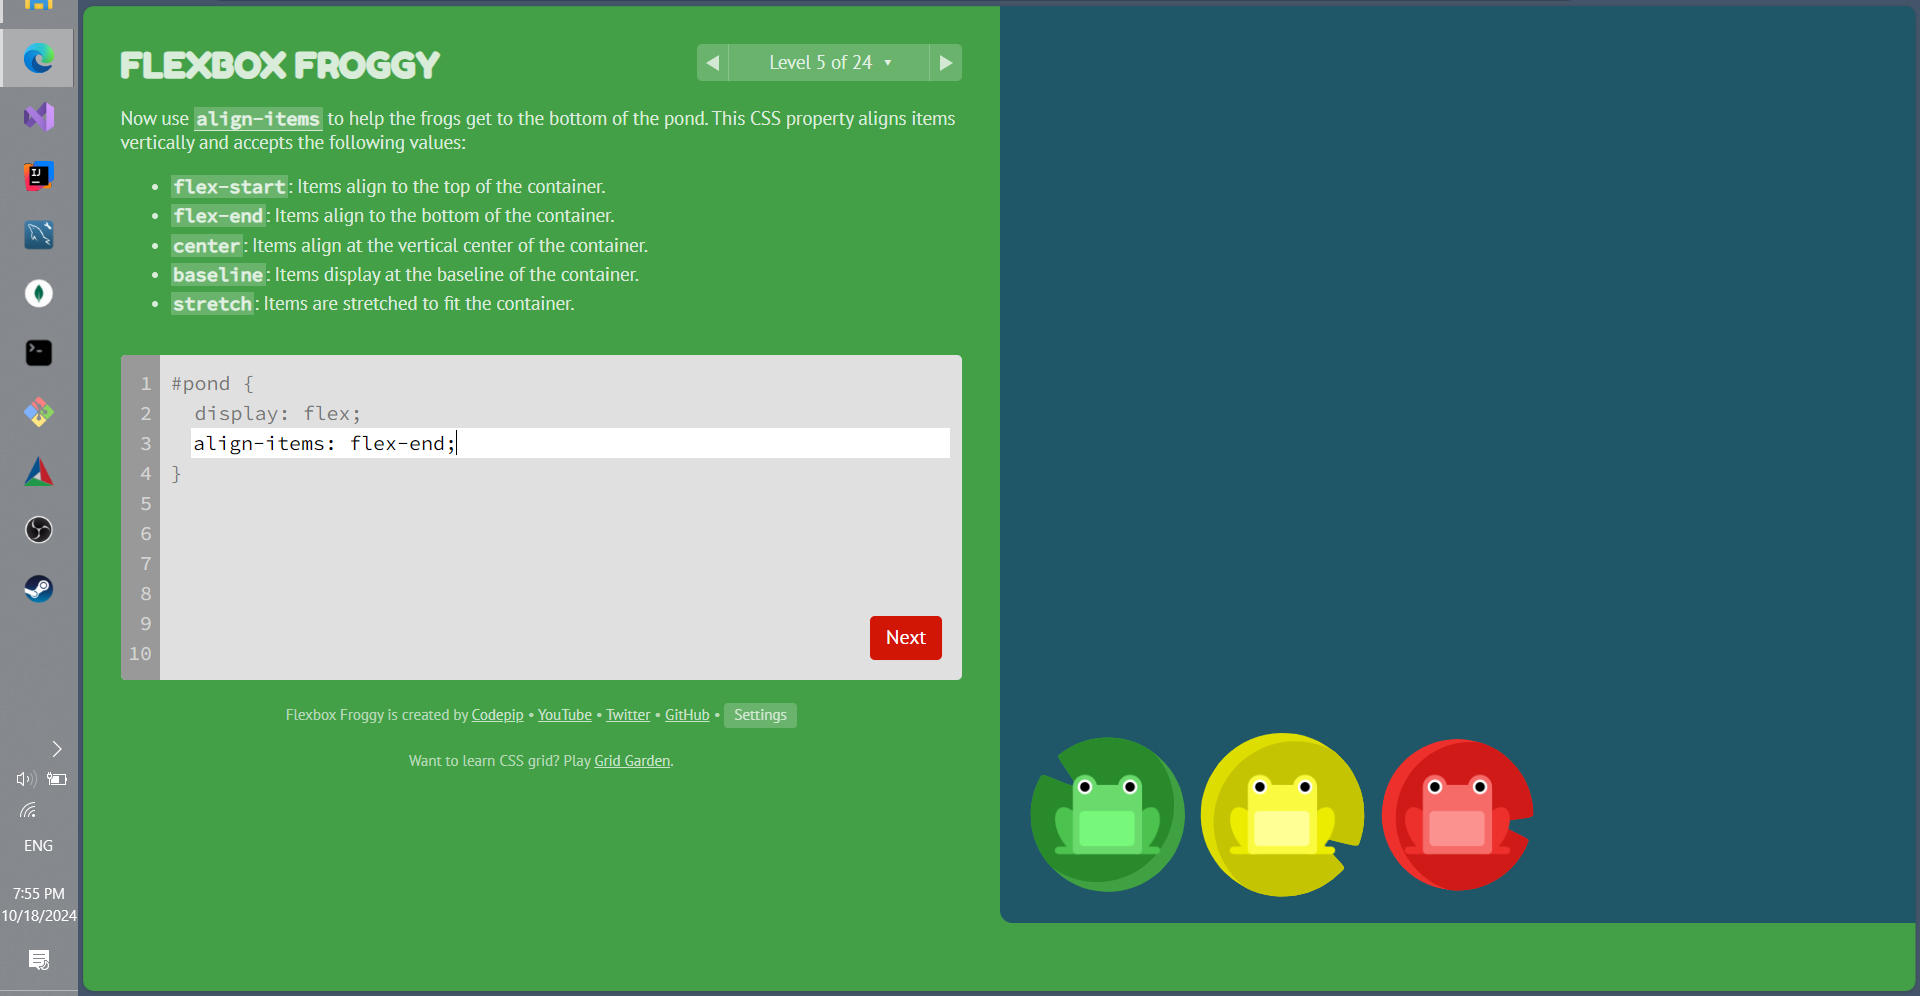 FLEXBOX FROGGY
◀ Level 5 of 24 ▾ ▶
Now use align-items to help the frogs get to the bottom of the pond. This CSS property aligns items
vertically and accepts the following values:
• flex-start: Items align to the top of the container.
• flex-end: Items align to the bottom of the container.
• center: Items align at the vertical center of the container.
• baseline: Items display at the baseline of the container.
• stretch: Items are stretched to fit the container.
1 #pond {
2 display: flex;
3 align-items: flex-end;
4 }
5
6
7
8
9
10
Next
Flexbox Froggy is created by Codepip • YouTube • Twitter • GitHub • Settings
Want to learn CSS grid? Play Grid Garden.
IJ
ENG
7:55 PM
10/18/2024